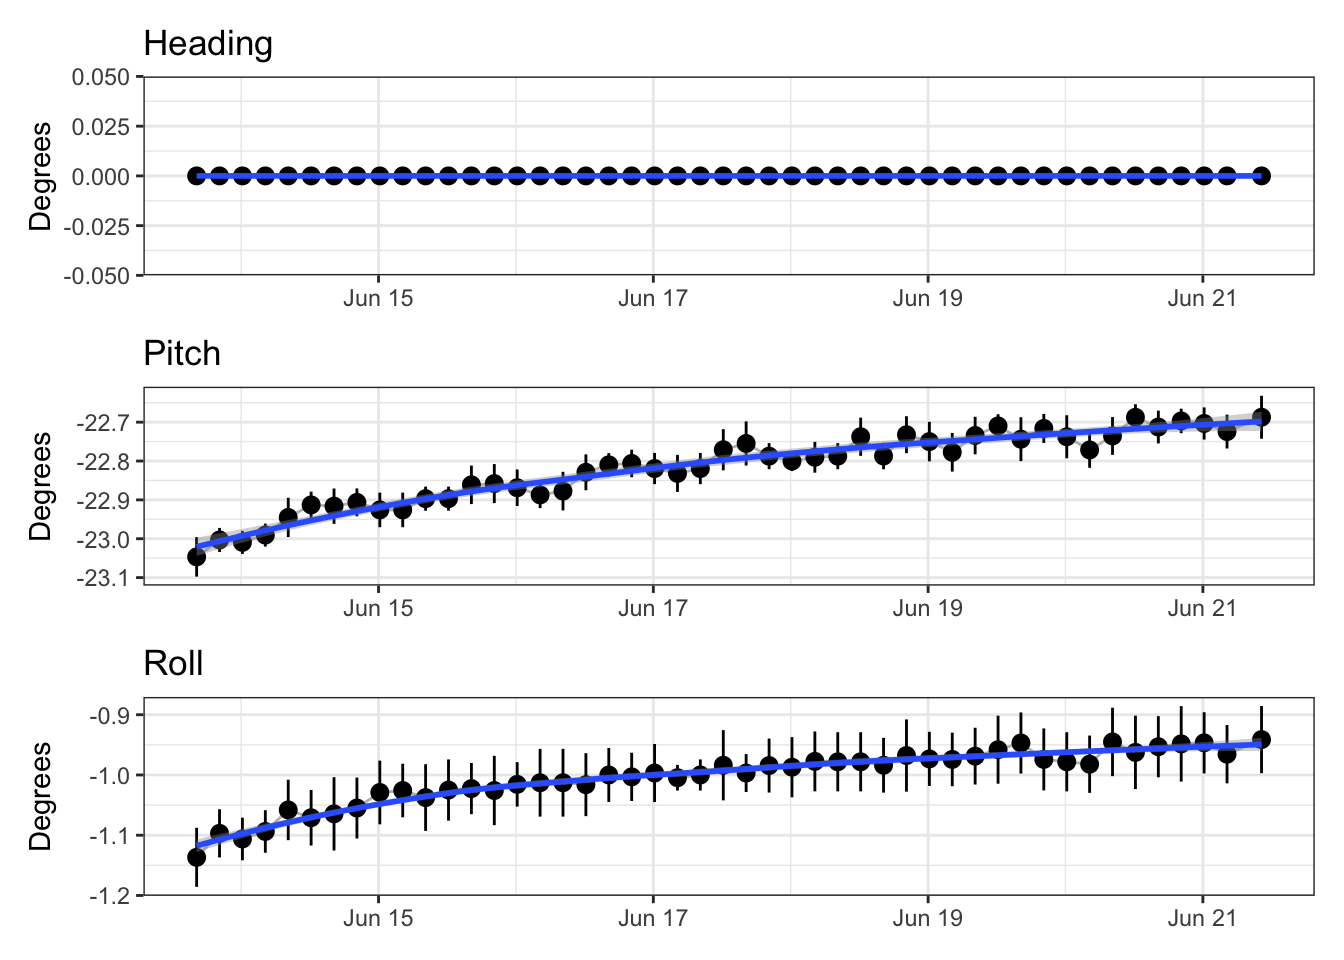 Heading
Degrees
0.050
0.025
0.000
-0.025
-0.050
Jun 15 Jun 17 Jun 19 Jun 21
Pitch
Degrees
-22.7
-22.8
-22.9
-23.0
-23.1
Jun 15 Jun 17 Jun 19 Jun 21
Roll
Degrees
-0.9
-1.0
-1.1
-1.2
Jun 15 Jun 17 Jun 19 Jun 21